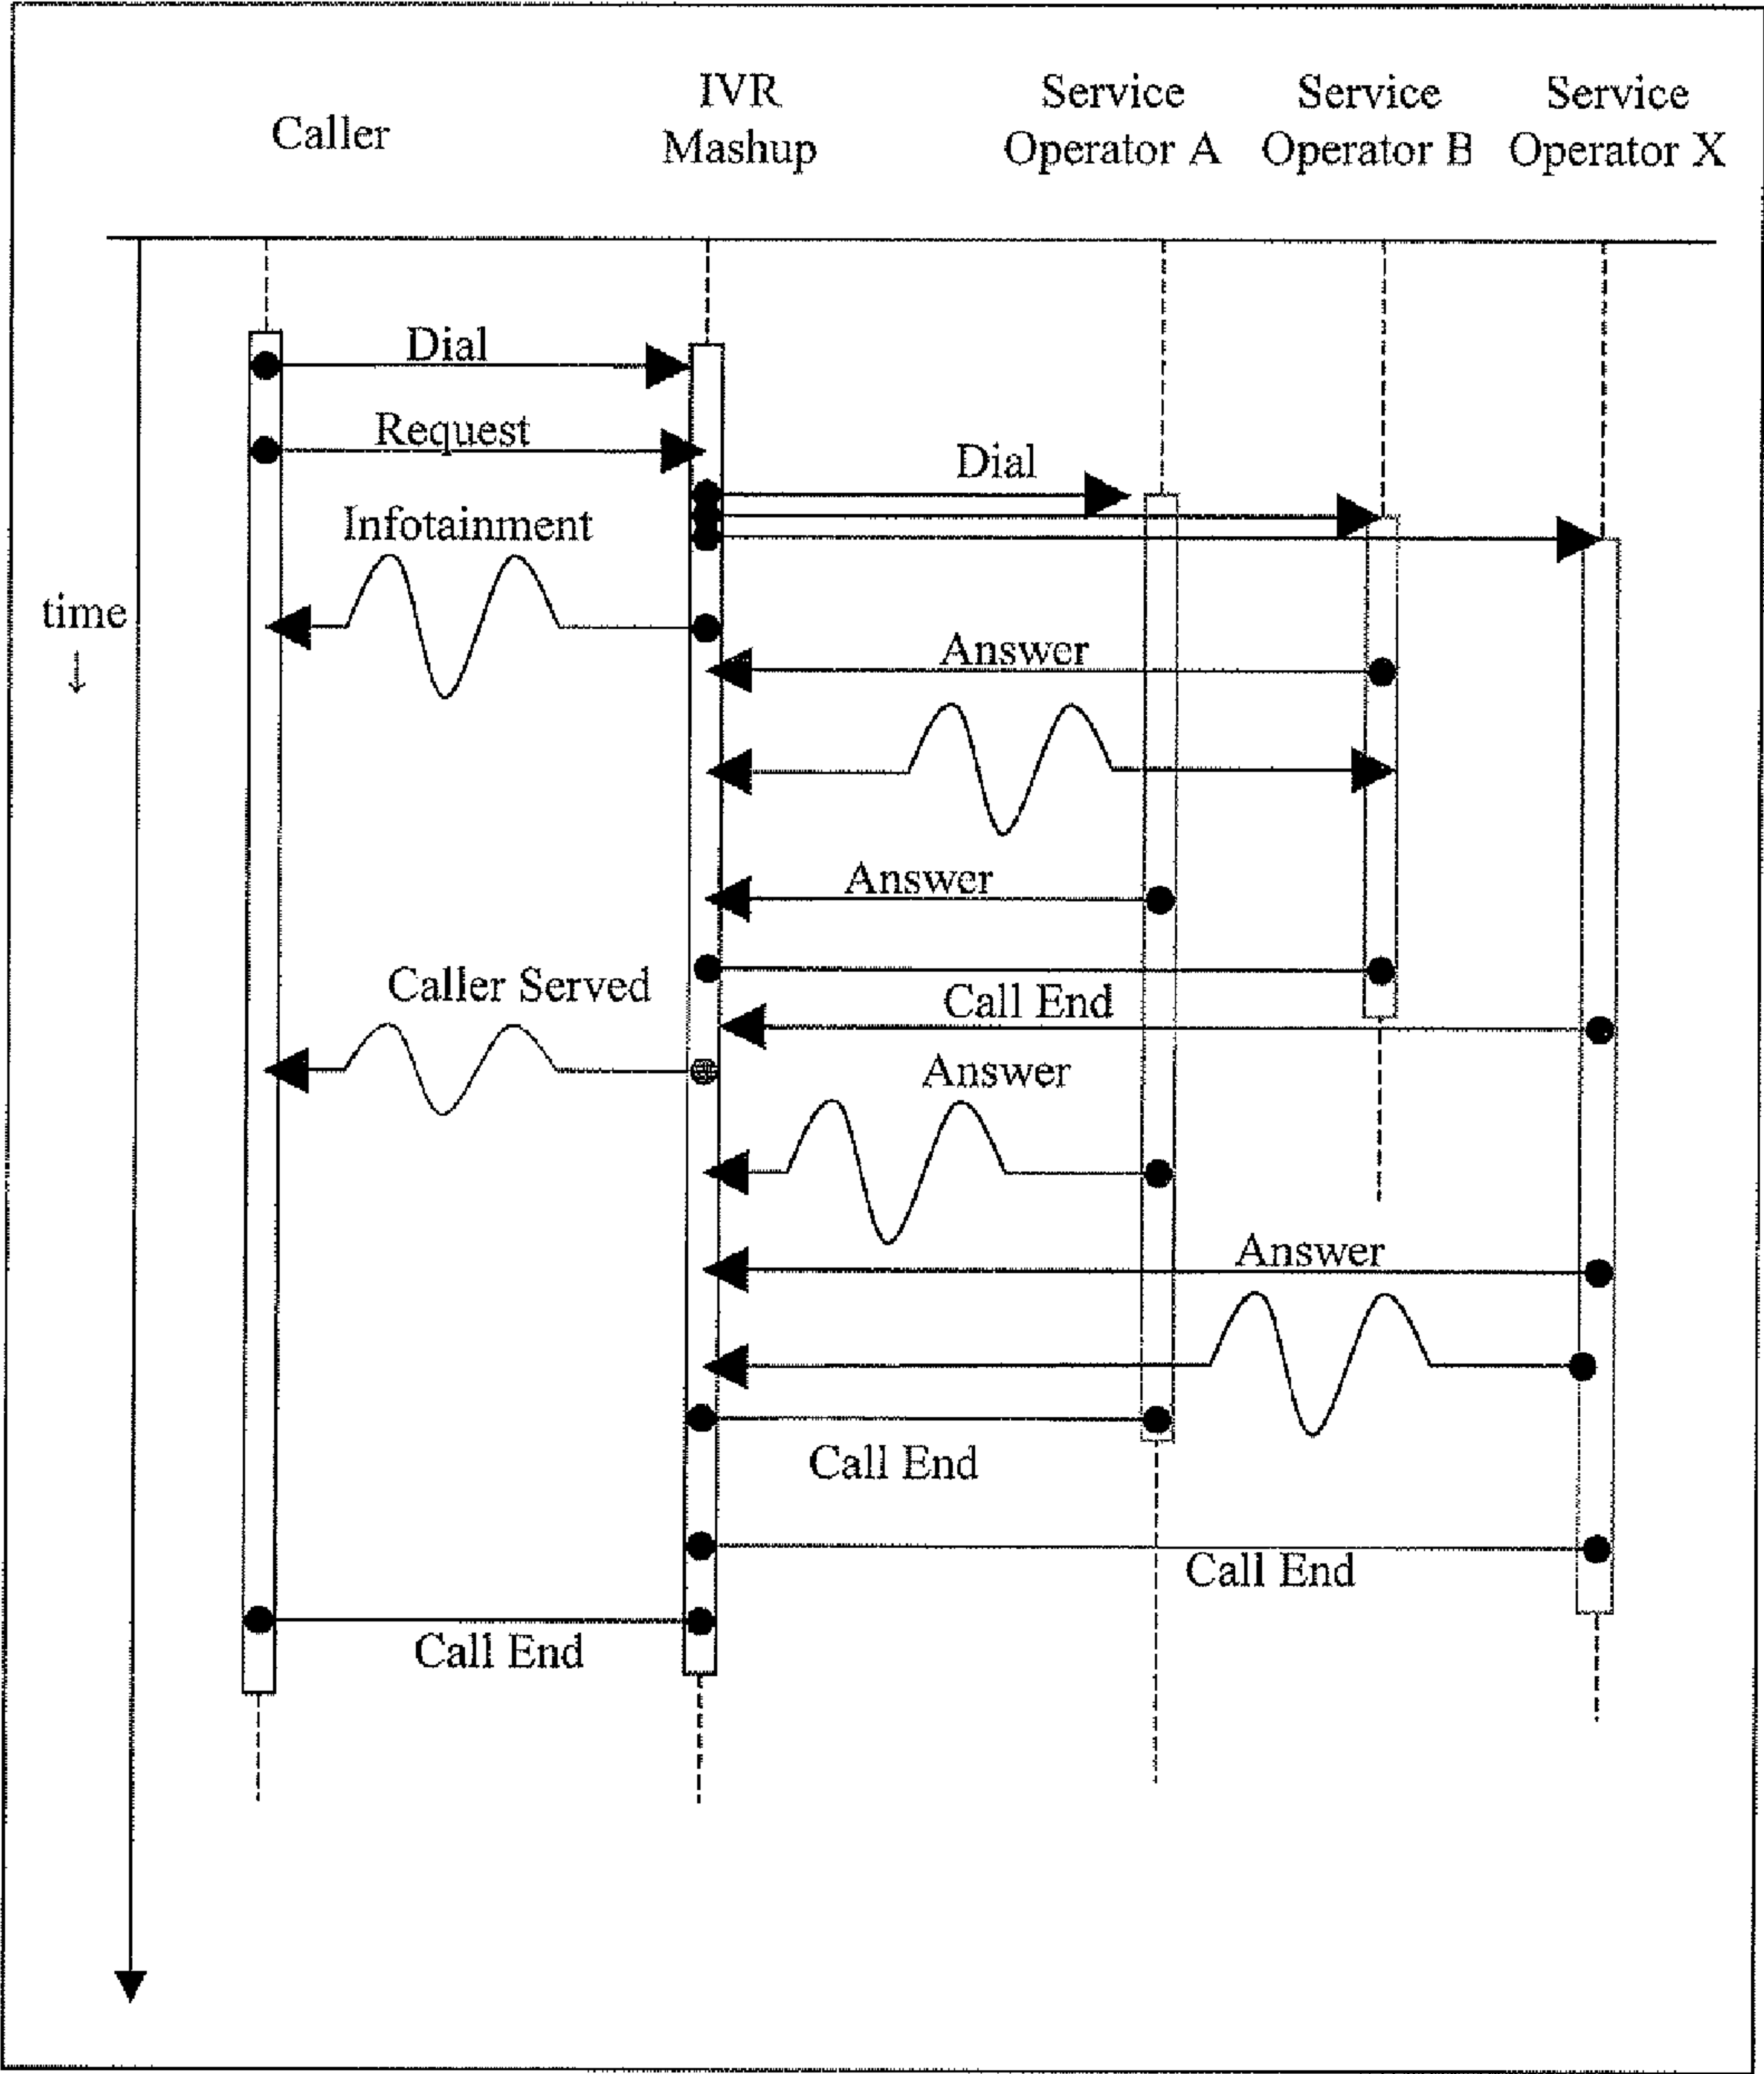 Caller
IVR
Mashup
Service
Operator A
Service
Operator B
Service
Operator X
Dial
Request
Dial
Infotainment
time
↓
Answer
Answer
Caller Served
Call End
Answer
Answer
Call End
Call End
Call End